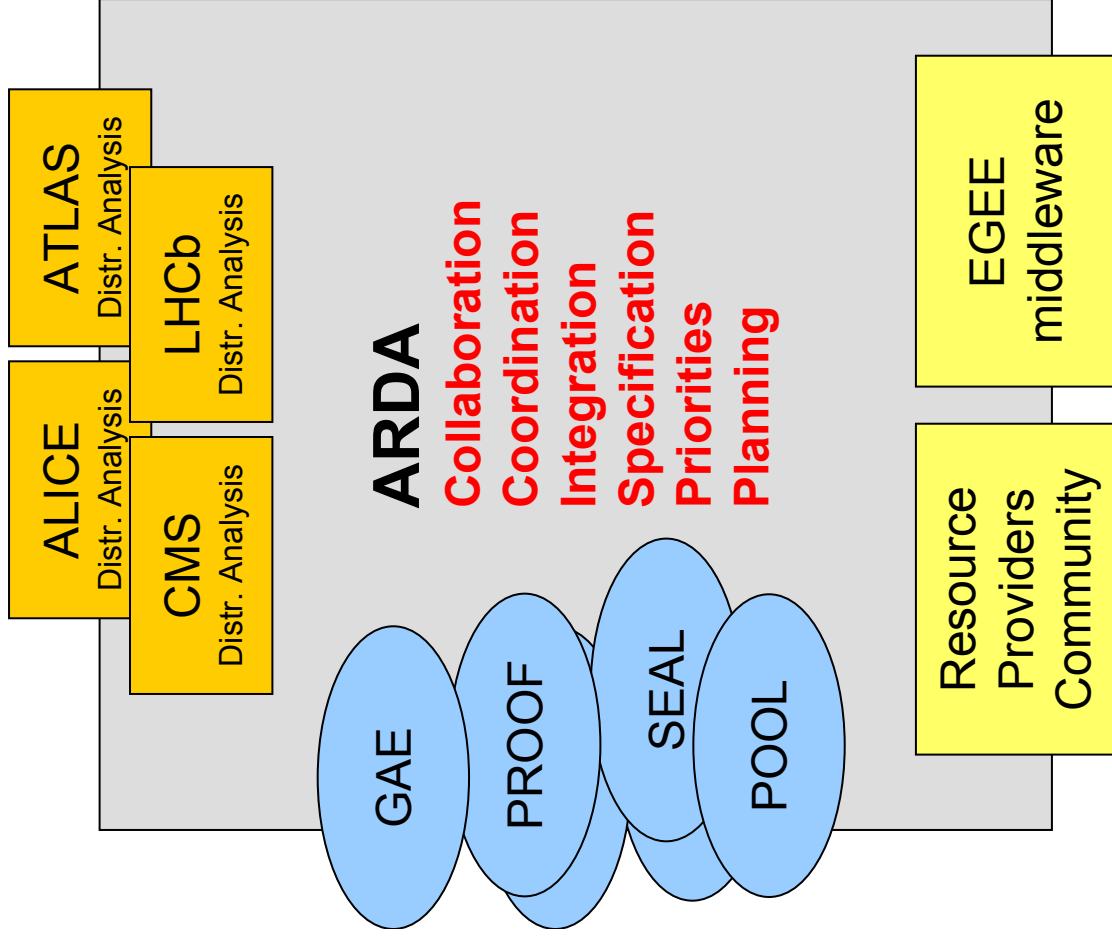 ALICE
Distr. Analysis
ATLAS
Distr. Analysis
CMS
Distr. Analysis
LHCb
Distr. Analysis
GAE
PROOF
SEAL
POOL
ARDA
Collaboration
Coordination
Integration
Specification
Priorities
Planning
Resource
Providers
Community
EGEE
middleware